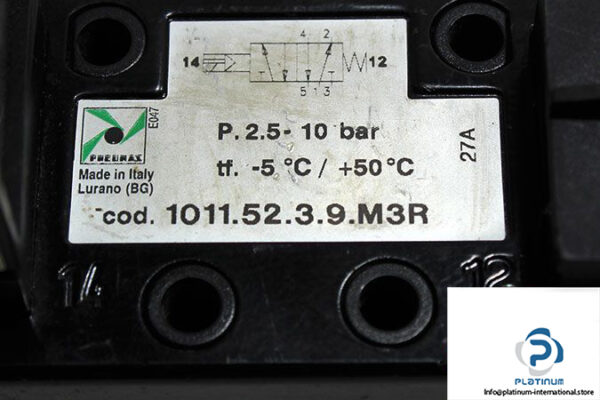 4 2
14 12
5 1 3
PNEUMAX
E047
Made in Italy
Lurano (BG)
P. 2.5- 10 bar
tf. -5 °C / +50 °C
27A
cod. 1011.52.3.9.M3R
14 12
PLATINUM
Info@platinum-international.store